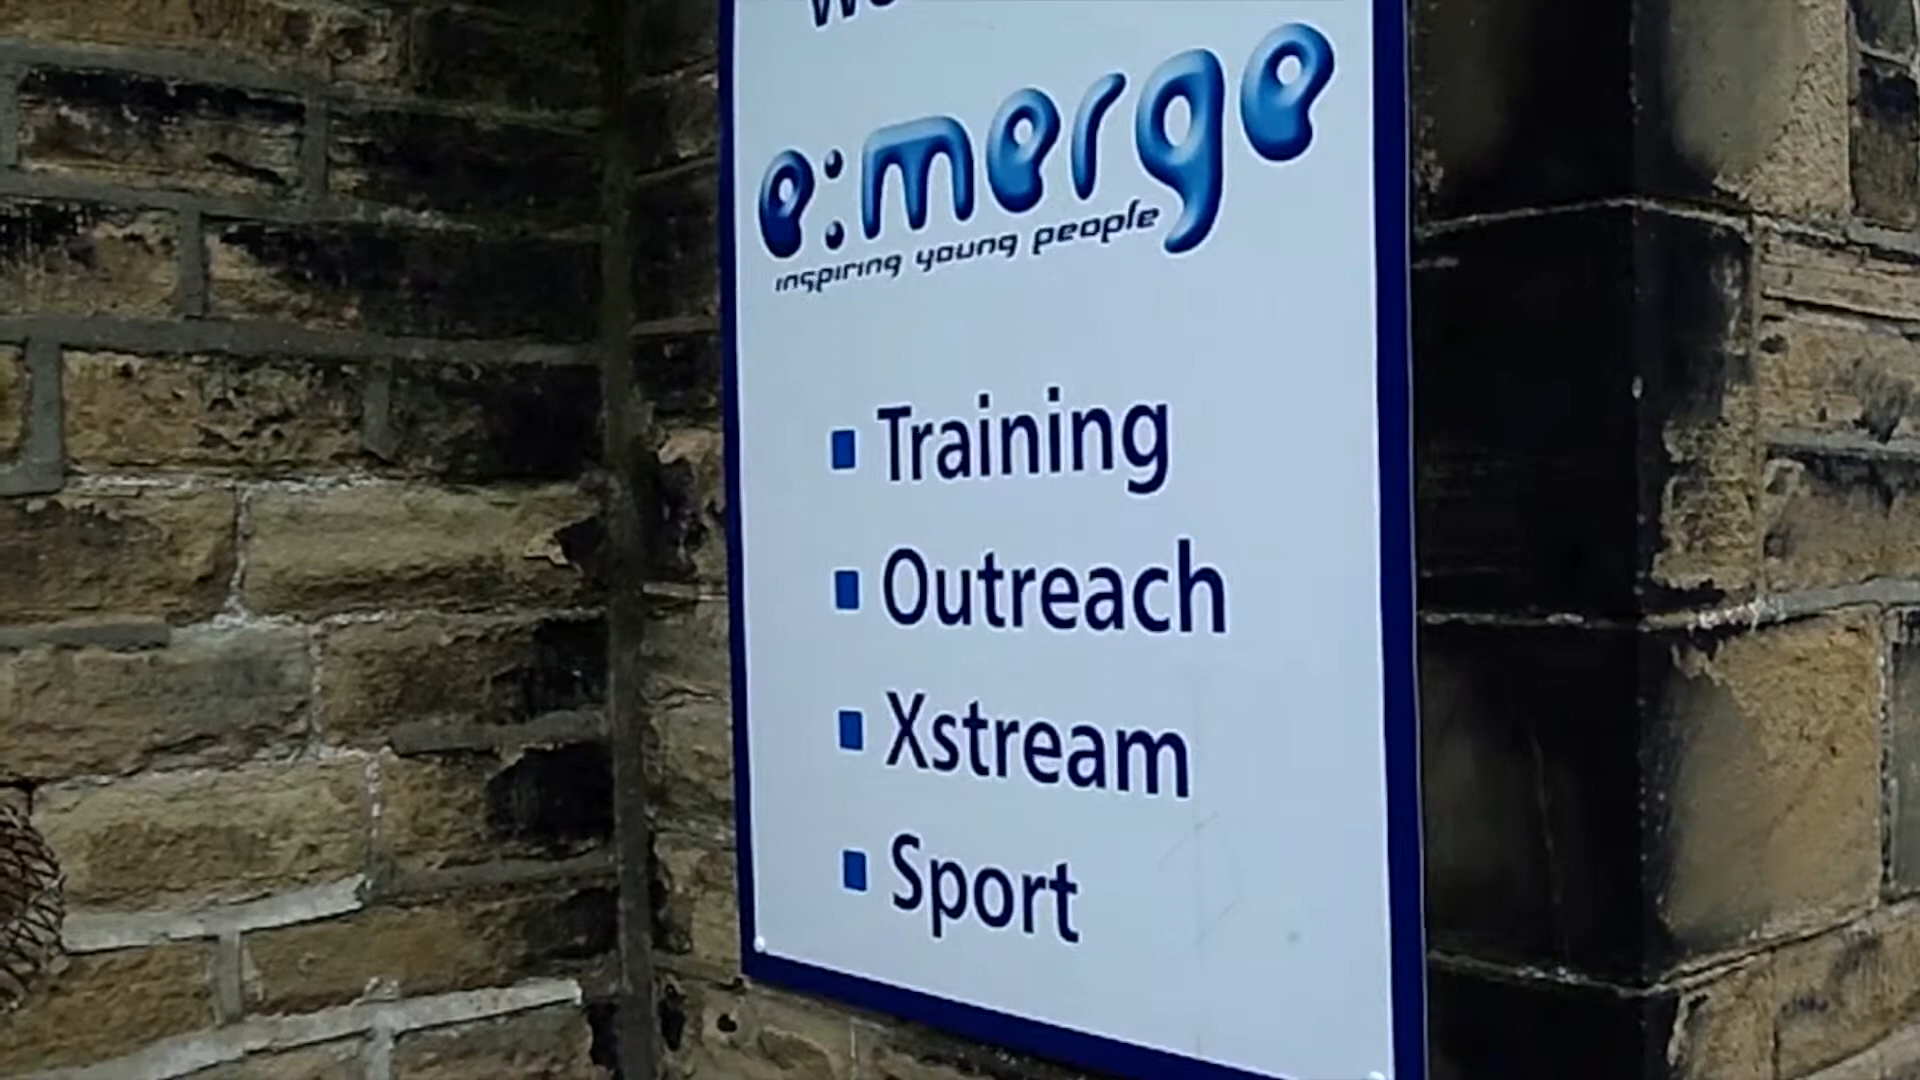 e:merge
inspiring young people
Training
Outreach
Xstream
Sport